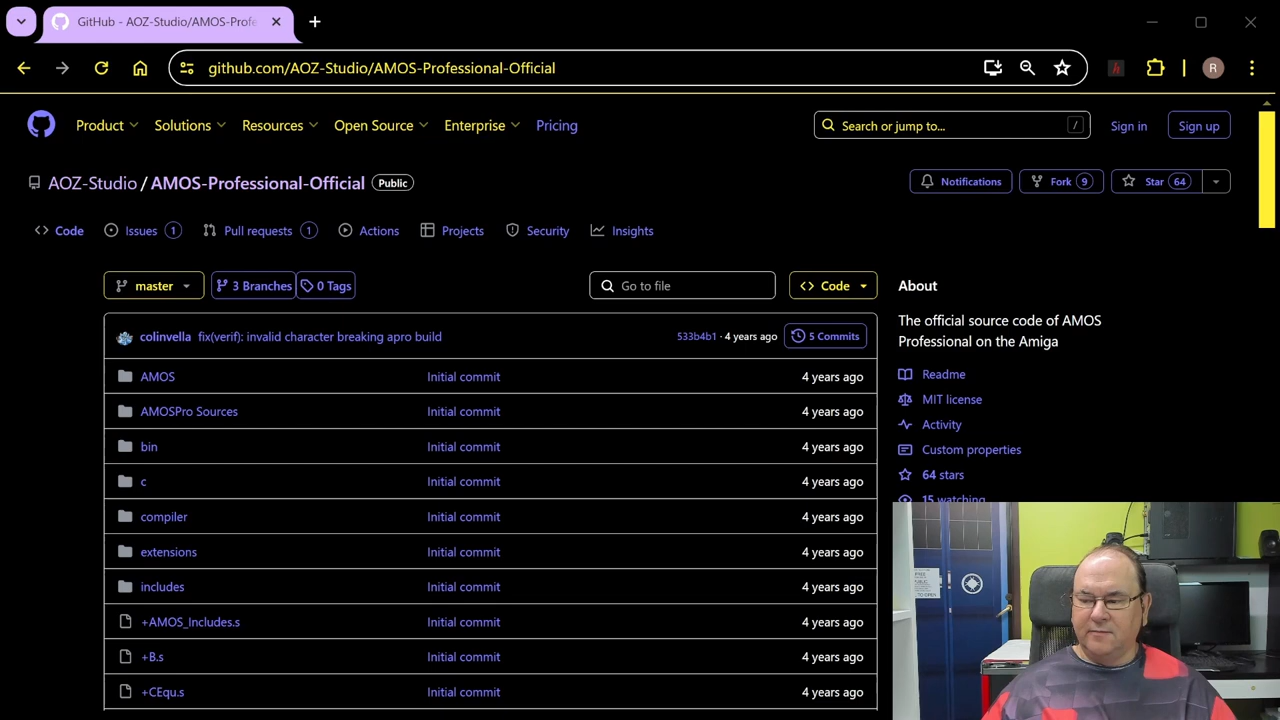 GitHub - AOZ-Studio/AMOS-Profe
github.com/AOZ-Studio/AMOS-Professional-Official
R
Product Solutions Resources Open Source Enterprise Pricing
Search or jump to... /
Sign in Sign up
AOZ-Studio / AMOS-Professional-Official Public
Notifications Fork 9 Star 64
Code Issues 1 Pull requests 1 Actions Projects Security Insights
master 3 Branches 0 Tags Go to file Code
colinvella fix(verif): invalid character breaking apro build 533b4b1 · 4 years ago 5 Commits
AMOS Initial commit 4 years ago
AMOSPro Sources Initial commit 4 years ago
bin Initial commit 4 years ago
c Initial commit 4 years ago
compiler Initial commit 4 years ago
extensions Initial commit 4 years ago
includes Initial commit 4 years ago
+AMOS_Includes.s Initial commit 4 years ago
+B.s Initial commit 4 years ago
+CEqu.s Initial commit 4 years ago
About
The official source code of AMOS
Professional on the Amiga
Readme
MIT license
Activity
Custom properties
64 stars
15 watching